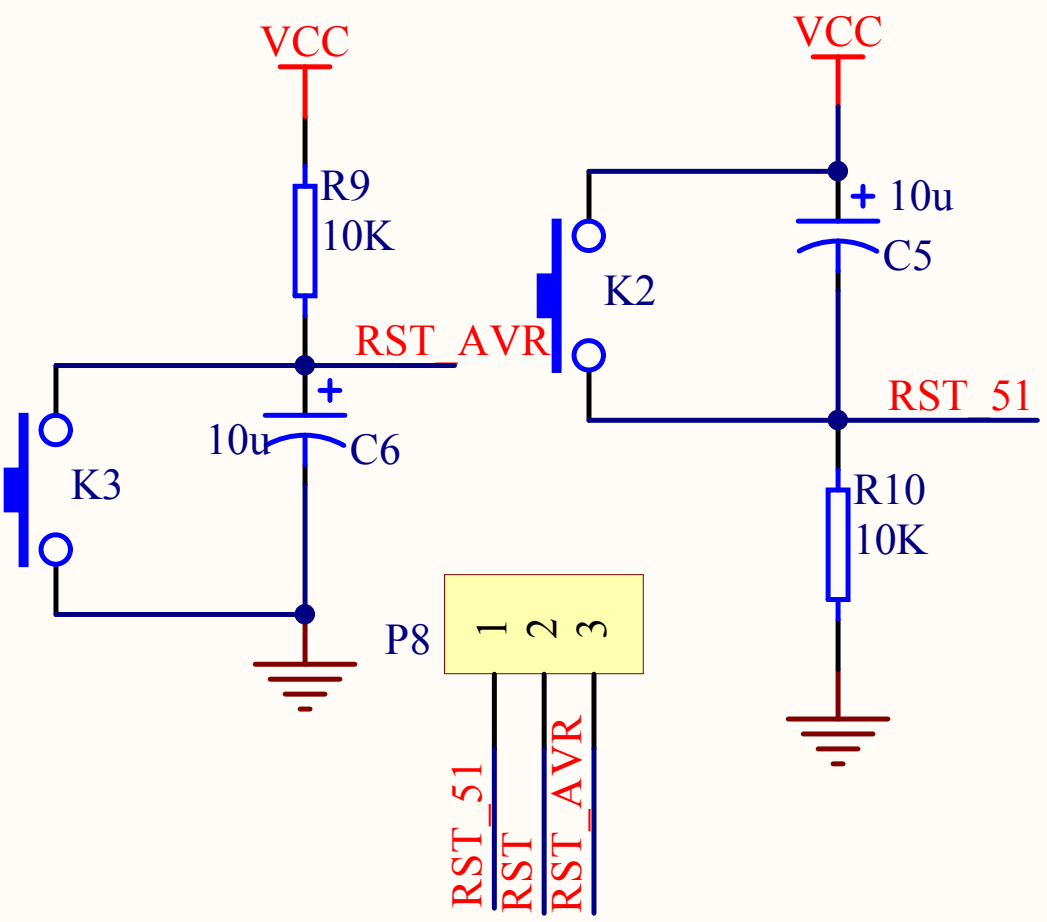 VCC
R9
10K
RST_AVR
10u
C6
K3
VCC
10u
C5
K2
RST_51
R10
10K
P8
1 2 3
RST_51
RST
RST_AVR